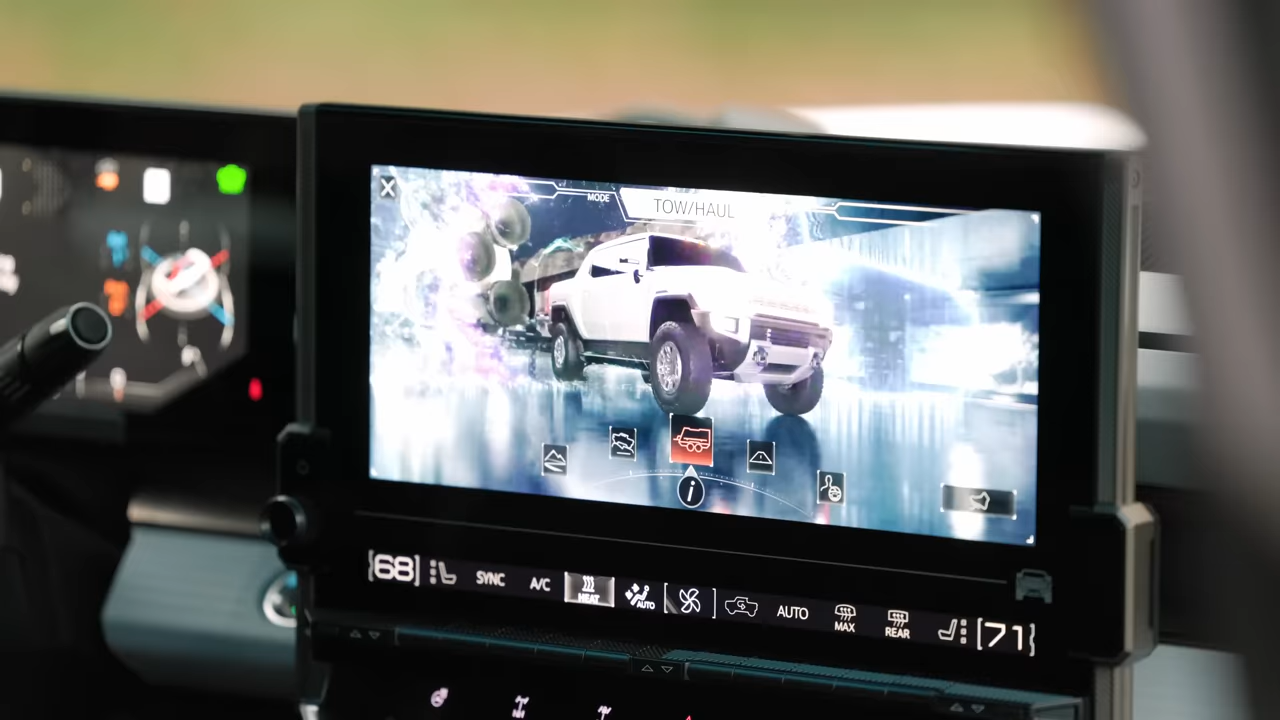 MODE
TOW/HAUL
i
68
SYNC
A/C
HEAT
AUTO
AUTO
MAX
REAR
71